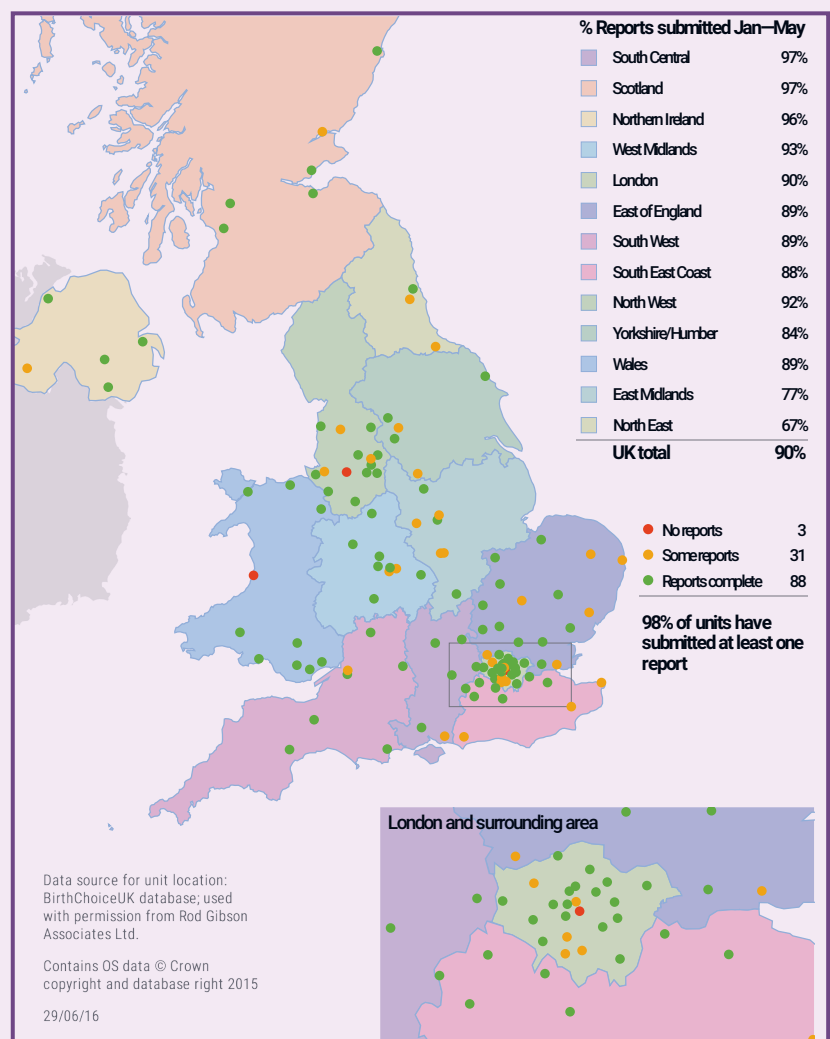 % Reports submitted Jan—May
South Central 97%
Scotland 97%
Northern Ireland 96%
West Midlands 93%
London 90%
East of England 89%
South West 89%
South East Coast 88%
North West 92%
Yorkshire/Humber 84%
Wales 89%
East Midlands 77%
North East 67%
UK total 90%
No reports 3
Some reports 31
Reports complete 88
98% of units have
submitted at least one
report
London and surrounding area
Data source for unit location:
BirthChoiceUK database; used
with permission from Rod Gibson
Associates Ltd.
Contains OS data © Crown
copyright and database right 2015
29/06/16